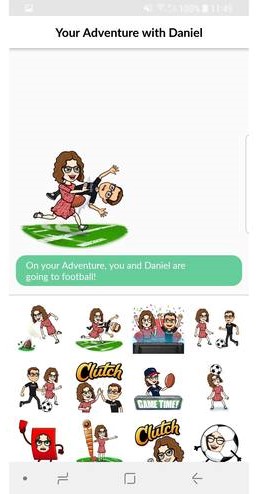 100% 11:49
Your Adventure with Daniel
On your Adventure, you and Daniel are
going to football!
Clutch
GAME TIME!
Clutch